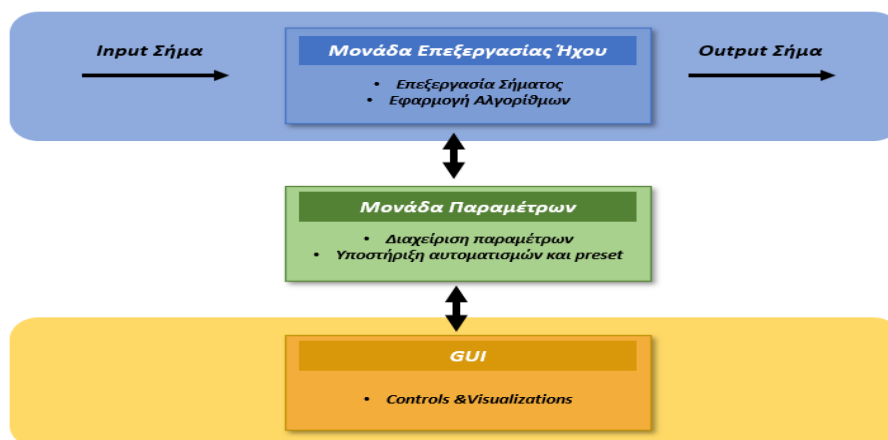 Input Σήμα
Μονάδα Επεξεργασίας Ήχου
Output Σήμα
• Επεξεργασία Σήματος
• Εφαρμογή Αλγορίθμων
Μονάδα Παραμέτρων
• Διαχείριση παραμέτρων
• Υποστήριξη αυτοματισμών και preset
GUI
• Controls &Visualizations